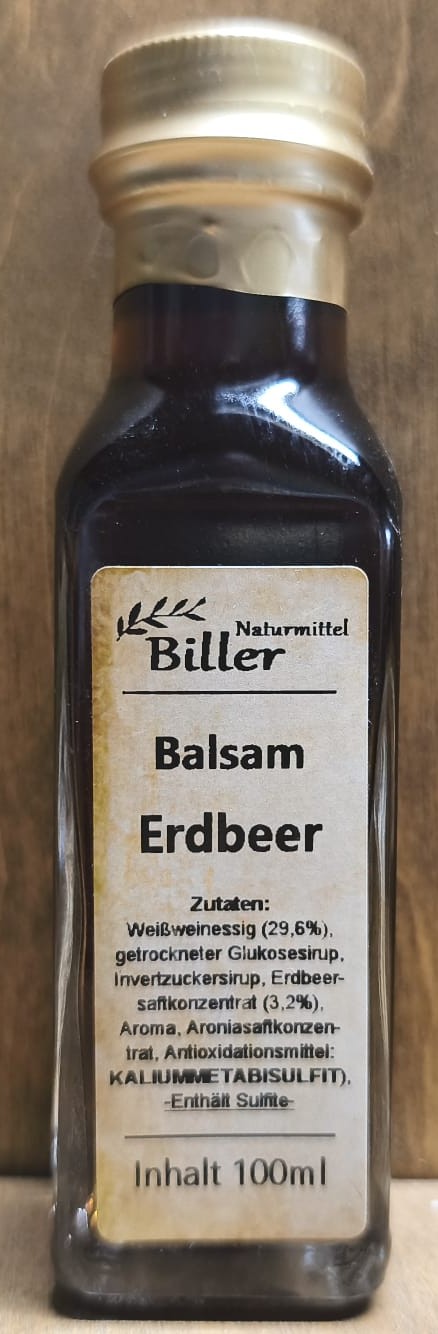 Naturmittel
Biller
Balsam
Erdbeer
Zutaten:
Weißweinessig (29,6%),
getrockneter Glukosesirup,
Invertzuckersirup, Erdbeer-
saftkonzentrat (3,2%),
Aroma, Aroniasaftkonzen-
trat, Antioxidationsmittel:
KALIUMMETABISULFIT),
-Enthält Sulfite-
Inhalt 100ml